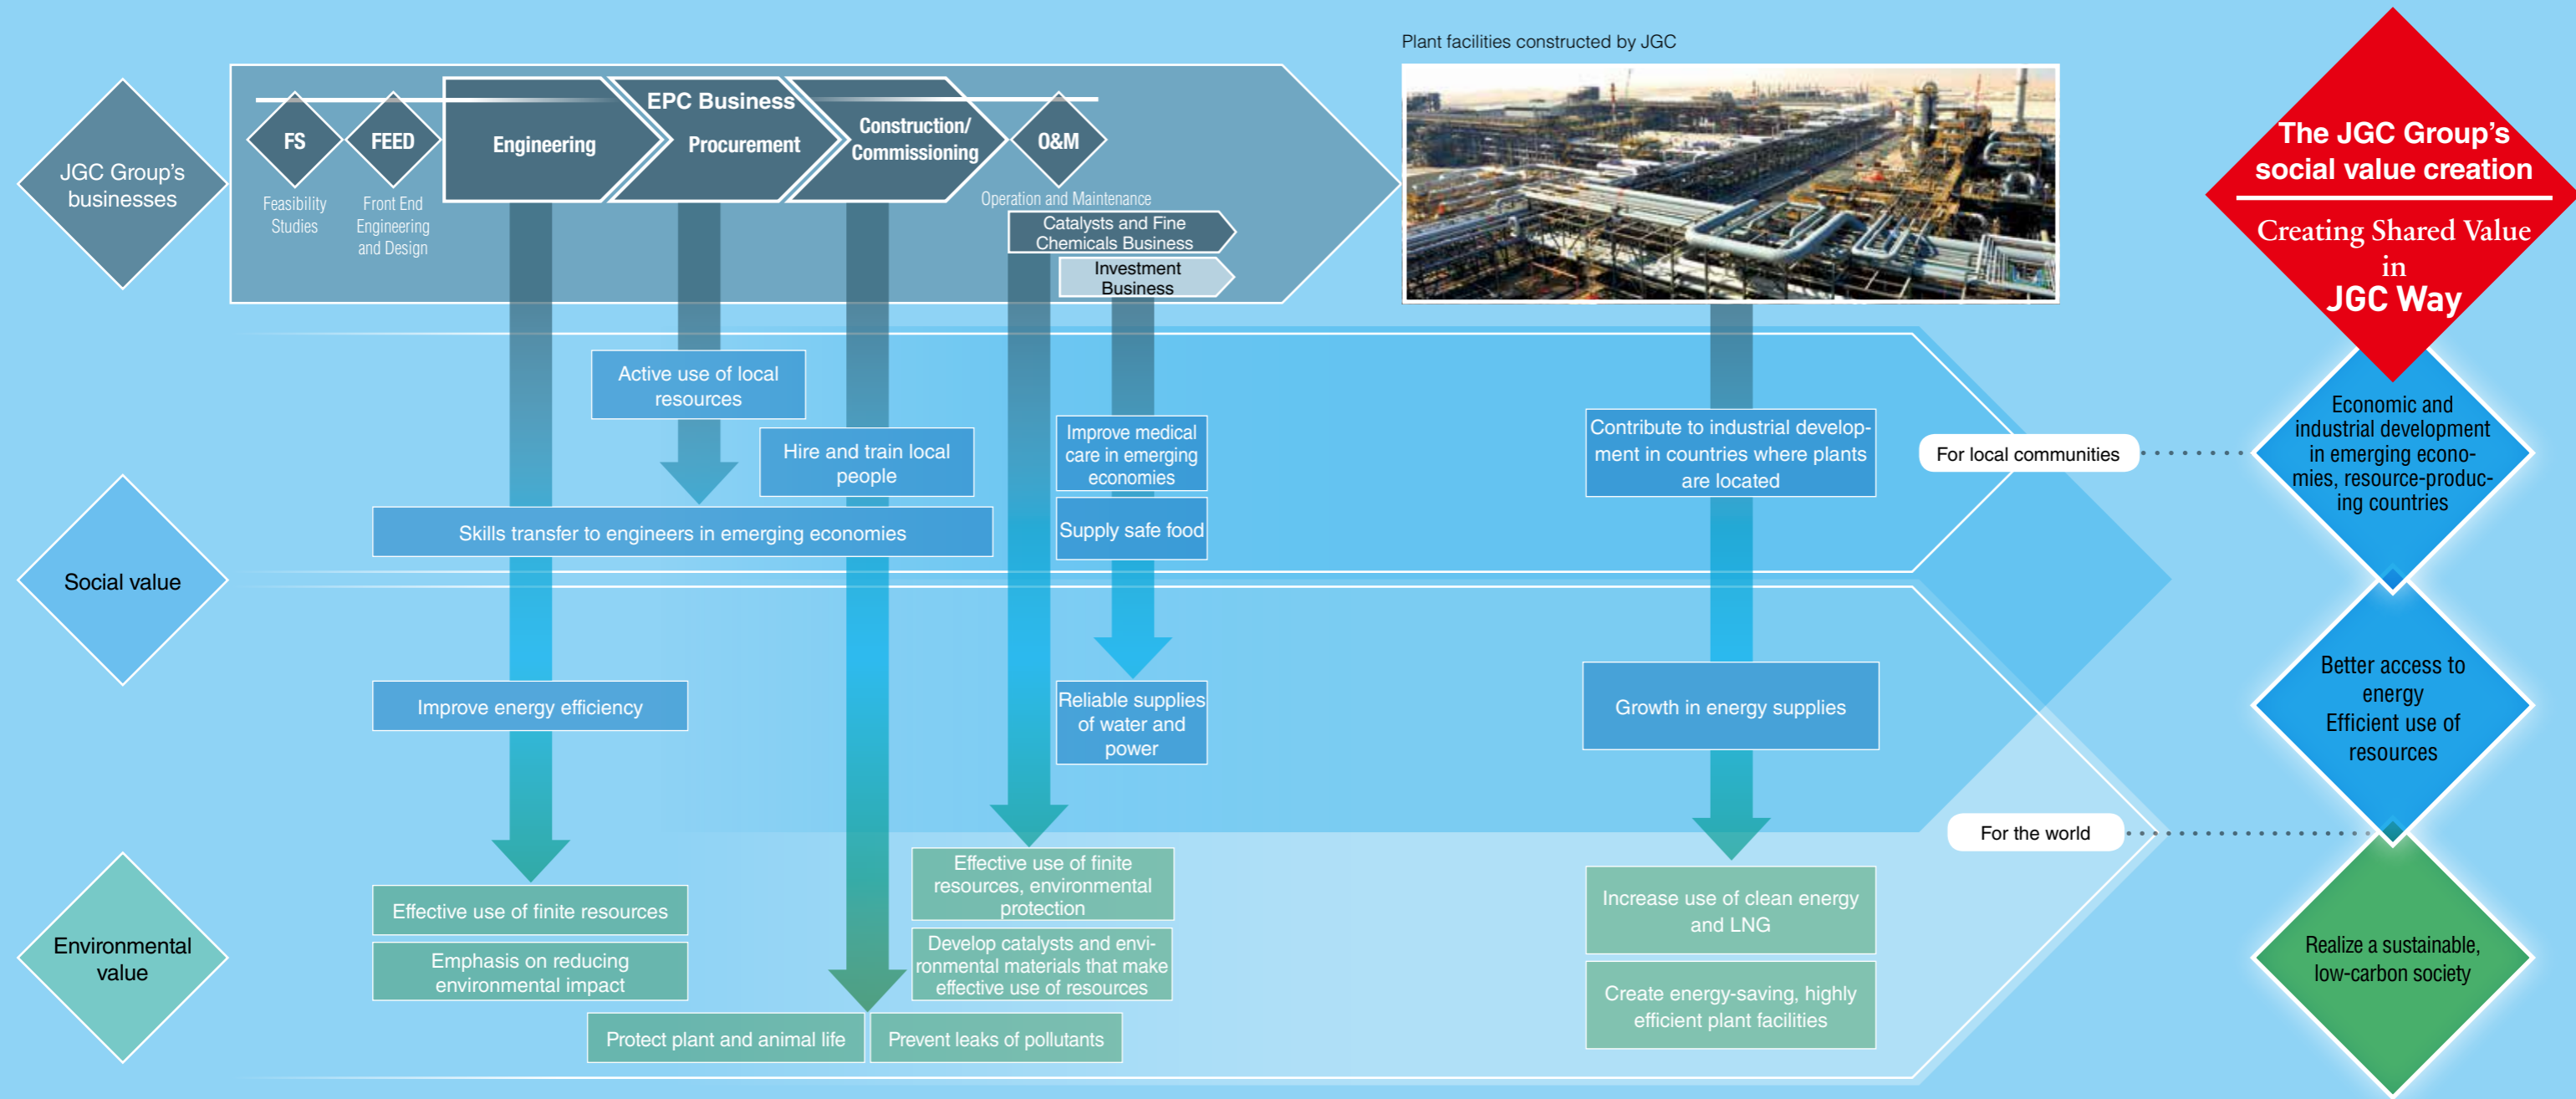 Plant facilities constructed by JGC
JGC Group's
businesses
FS
Feasibility
Studies
FEED
Front End
Engineering
and Design
EPC Business
Engineering
Procurement
Construction/
Commissioning
O&M
Operation and Maintenance
Catalysts and Fine
Chemicals Business
Investment
Business
The JGC Group's
social value creation
Creating Shared Value
in
JGC Way
Social value
Active use of local
resources
Hire and train local
people
Skills transfer to engineers in emerging economies
Improve medical
care in emerging
economies
Supply safe food
Contribute to industrial develop-
ment in countries where plants
are located
For local communities
Economic and
industrial development
in emerging econo-
mies, resource-produc-
ing countries
Improve energy efficiency
Reliable supplies
of water and
power
Growth in energy supplies
Better access to
energy
Efficient use of
resources
For the world
Environmental
value
Effective use of finite resources
Emphasis on reducing
environmental impact
Effective use of finite
resources, environmental
protection
Develop catalysts and envi-
ronmental materials that make
effective use of resources
Protect plant and animal life
Prevent leaks of pollutants
Increase use of clean energy
and LNG
Create energy-saving, highly
efficient plant facilities
Realize a sustainable,
low-carbon society